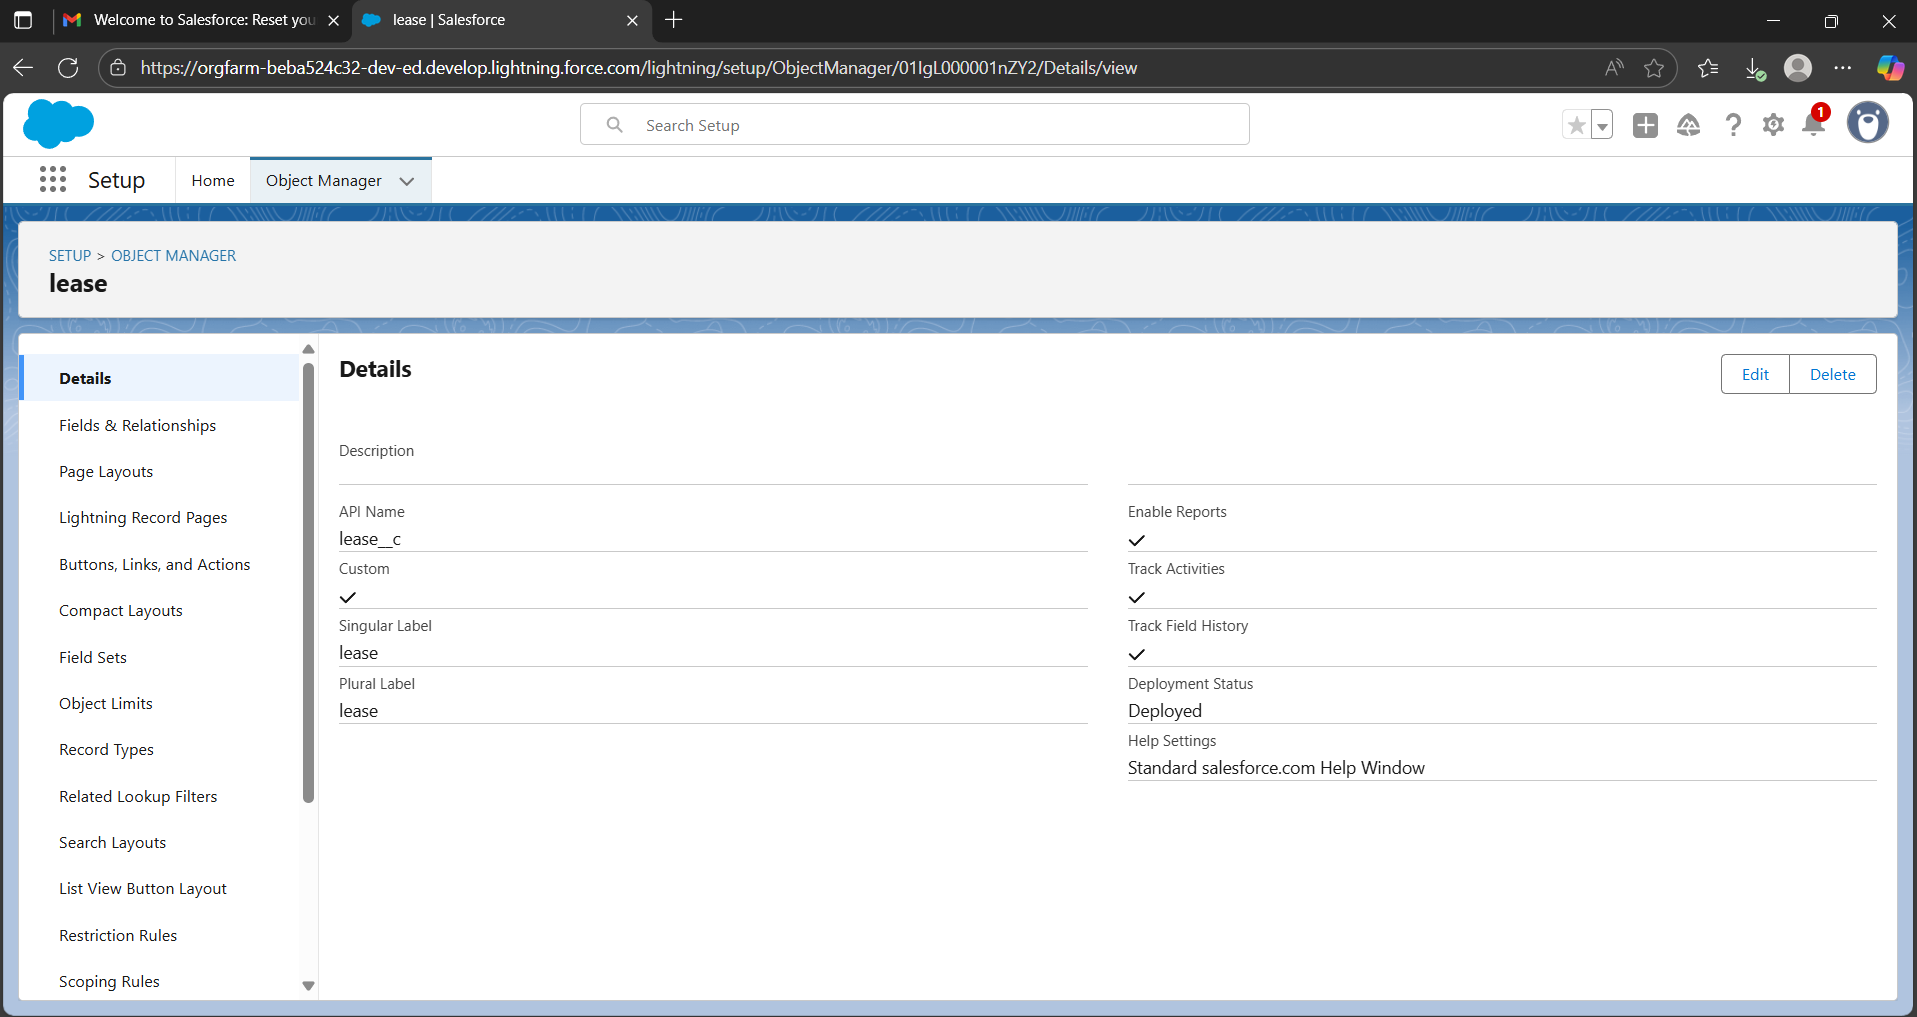 Welcome to Salesforce: Reset you
lease | Salesforce
https://orgfarm-beba524c32-dev-ed.develop.lightning.force.com/lightning/setup/ObjectManager/01IgL000001nZY2/Details/view
Search Setup
1
Setup
Home
Object Manager
SETUP > OBJECT MANAGER
lease
Details
Fields & Relationships
Page Layouts
Lightning Record Pages
Buttons, Links, and Actions
Compact Layouts
Field Sets
Object Limits
Record Types
Related Lookup Filters
Search Layouts
List View Button Layout
Restriction Rules
Scoping Rules
Details
Edit
Delete
Description
API Name
lease__c
Custom
Singular Label
lease
Plural Label
lease
Enable Reports
Track Activities
Track Field History
Deployment Status
Deployed
Help Settings
Standard salesforce.com Help Window